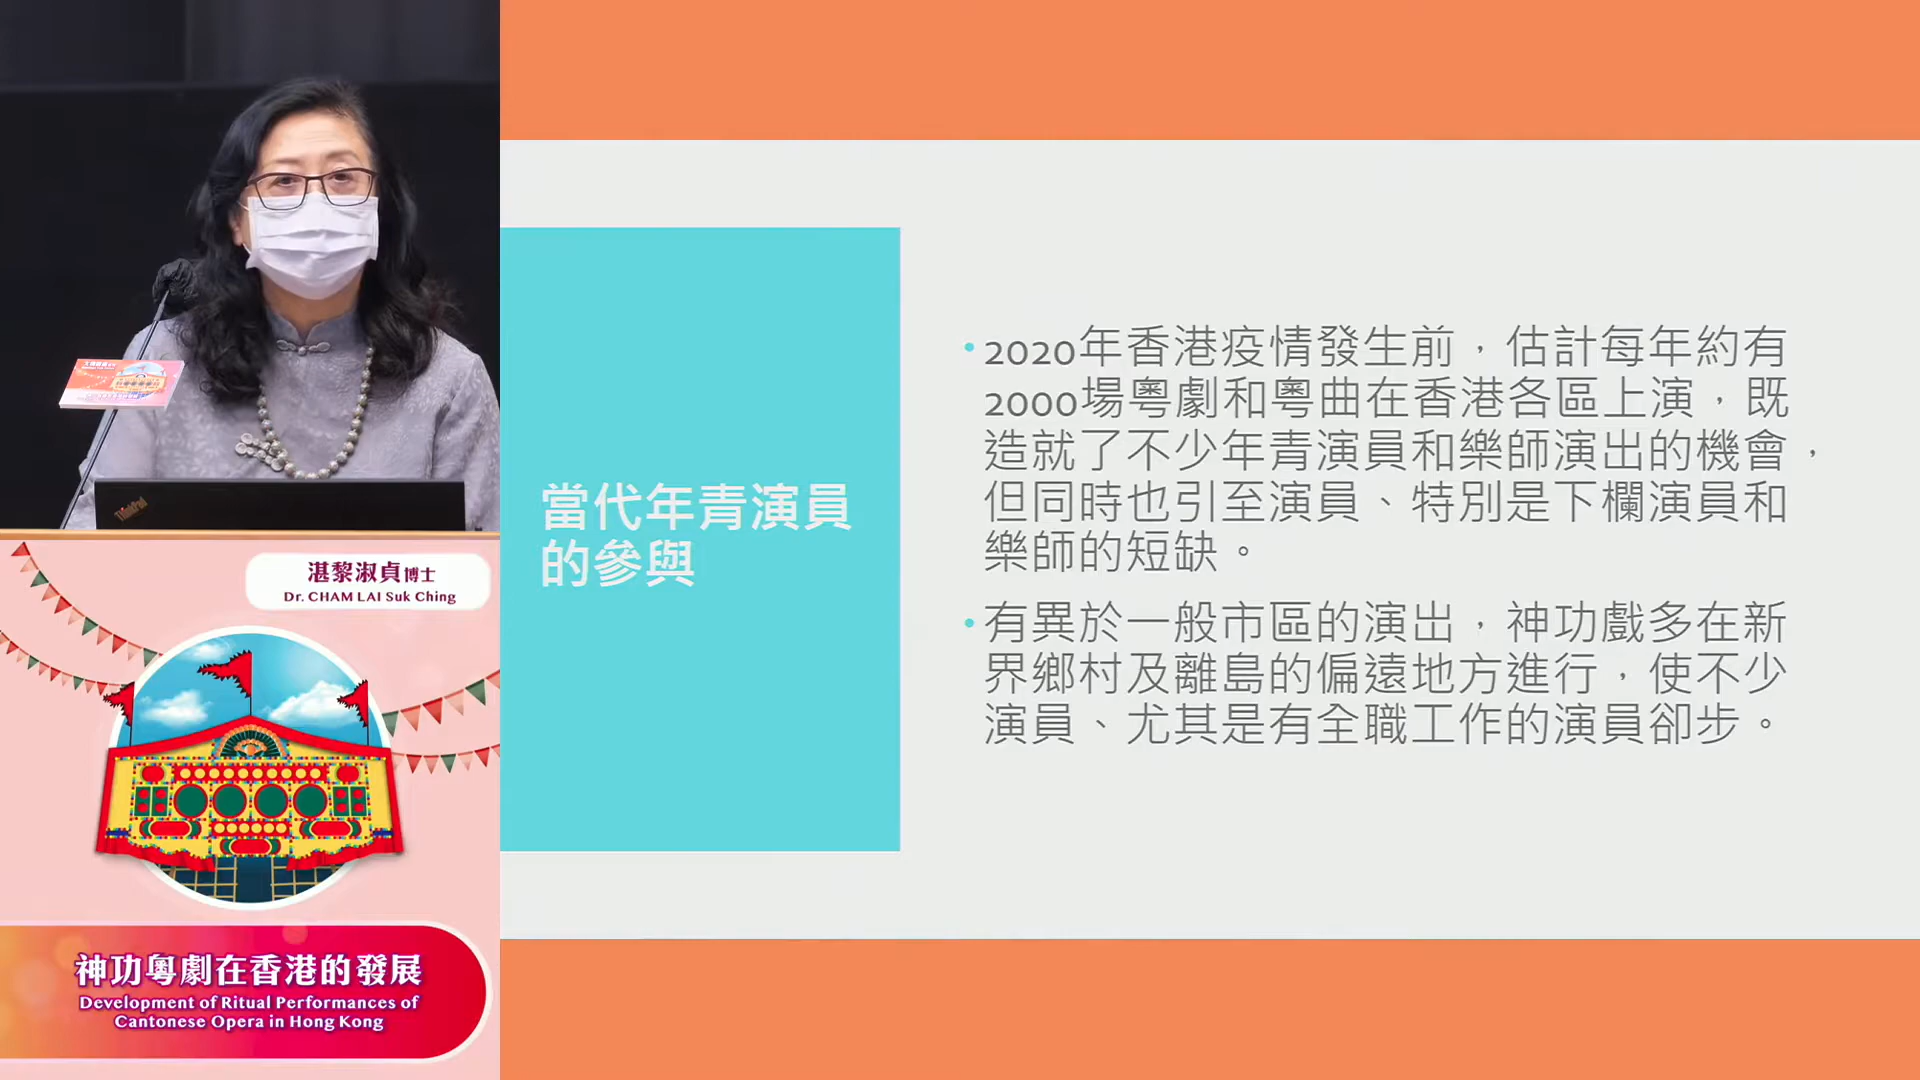 ThinkPad
湛黎淑貞博士
Dr. CHAM LAI Suk Ching
神功粵劇在香港的發展
Development of Ritual Performances of
Cantonese Opera in Hong Kong
當代年青演員
的參與
•2020年香港疫情發生前，估計每年約有
2000場粵劇和粵曲在香港各區上演，既
造就了不少年青演員和樂師演出的機會，
但同時也引至演員、特別是下欄演員和
樂師的短缺。
•有異於一般市區的演出，神功戲多在新
界鄉村及離島的偏遠地方進行，使不少
演員、尤其是有全職工作的演員卻步。